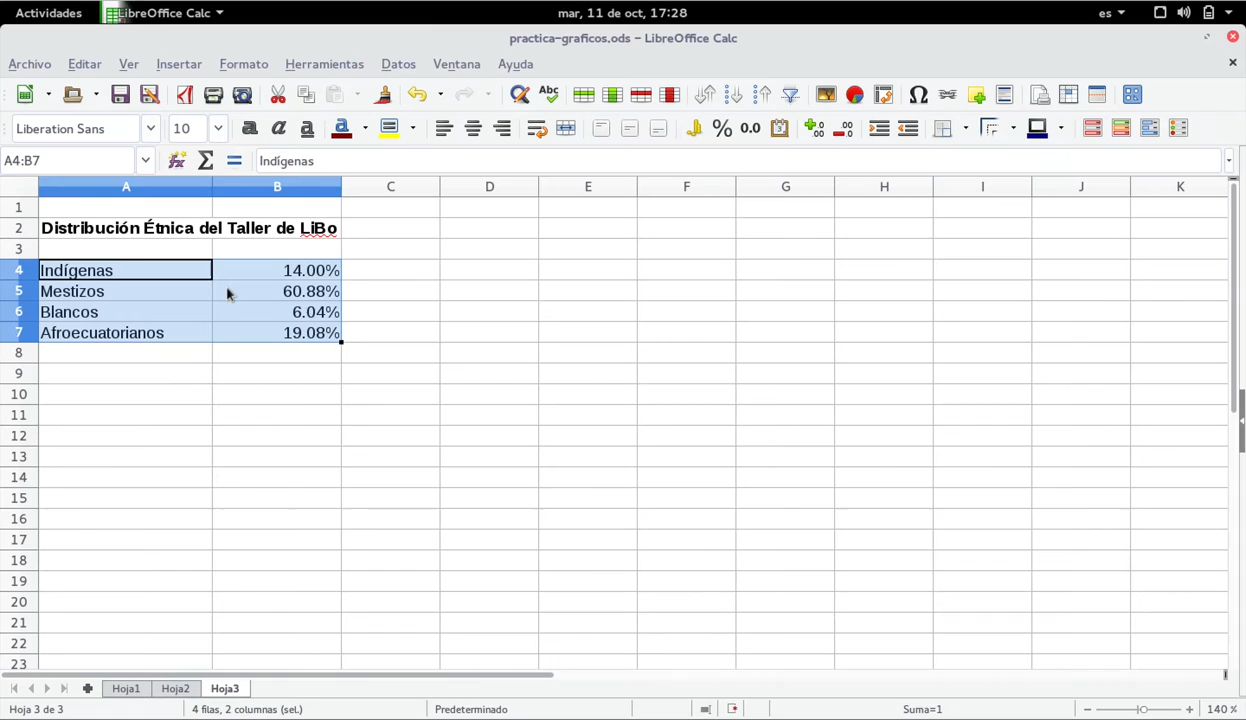 Actividades LibreOffice Calc mar, 11 de oct, 17:28 es
practica-graficos.ods – LibreOffice Calc
Archivo Editar Ver Insertar Formato Herramientas Datos Ventana Ayuda
Abc
Liberation Sans 10 a a a a % 0.0
A4:B7 Indígenas
A B C D E F G H I J K
1
2 Distribución Étnica del Taller de LiBo
3
4 Indígenas 14.00%
5 Mestizos 60.88%
6 Blancos 6.04%
7 Afroecuatorianos 19.08%
8
9
10
11
12
13
14
15
16
17
18
19
20
21
22
23
Hoja1 Hoja2 Hoja3
Hoja 3 de 3 4 filas, 2 columnas (sel.) Predeterminado Suma=1 140 %